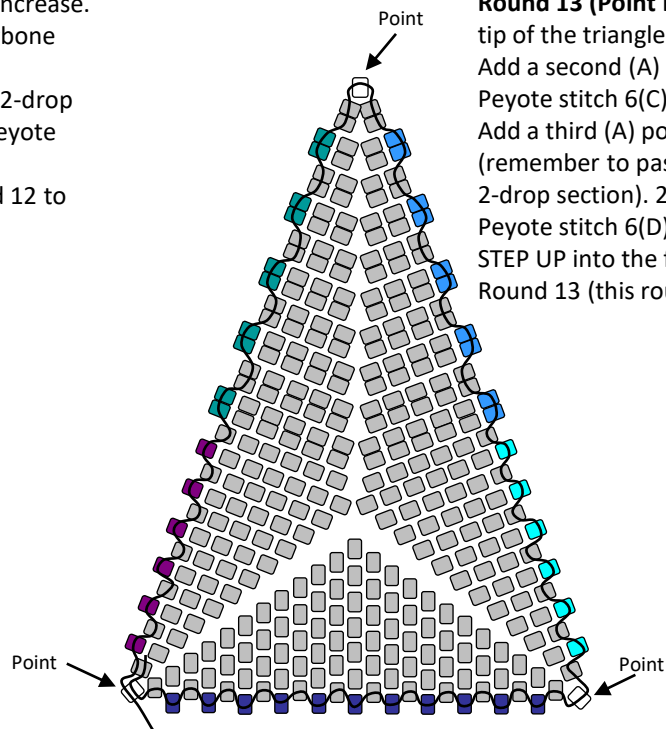 ncrease.
bone
2-drop
eyote
d 12 to
Point
Round 13 (Point
tip of the triangle
Add a second (A)
Peyote stitch 6(C)
Add a third (A) po
(remember to pas
2-drop section). 2
Peyote stitch 6(D)
STEP UP into the f
Round 13 (this rou
Point
Point